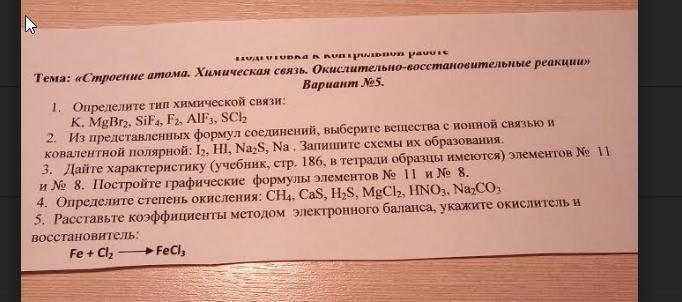 Подготовка к контрольной работе
Тема: «Строение атома. Химическая связь. Окислительно-восстановительные реакции»
Вариант №5.
1. Определите тип химической связи:
K, MgBr₂, SiF₄, F₂, AlF₃, SCl₂
2. Из представленных формул соединений, выберите вещества с ионной связью и
ковалентной полярной: I₂, HI, Na₂S, Na . Запишите схемы их образования.
3. Дайте характеристику (учебник, стр. 186, в тетради образцы имеются) элементов № 11
и № 8. Постройте графические формулы элементов № 11 и № 8.
4. Определите степень окисления: CH₄, CaS, H₂S, MgCl₂, HNO₃, Na₂CO₃
5. Расставьте коэффициенты методом электронного баланса, укажите окислитель и
восстановитель:
Fe + Cl₂ ⟶ FeCl₃